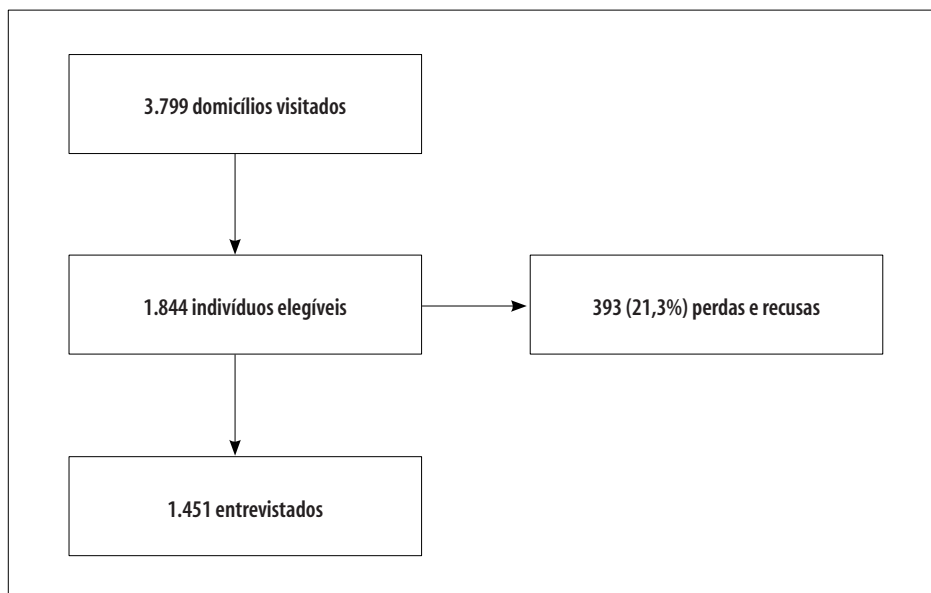 3.799 domicílios visitados
1.844 indivíduos elegíveis
393 (21,3%) perdas e recusas
1.451 entrevistados